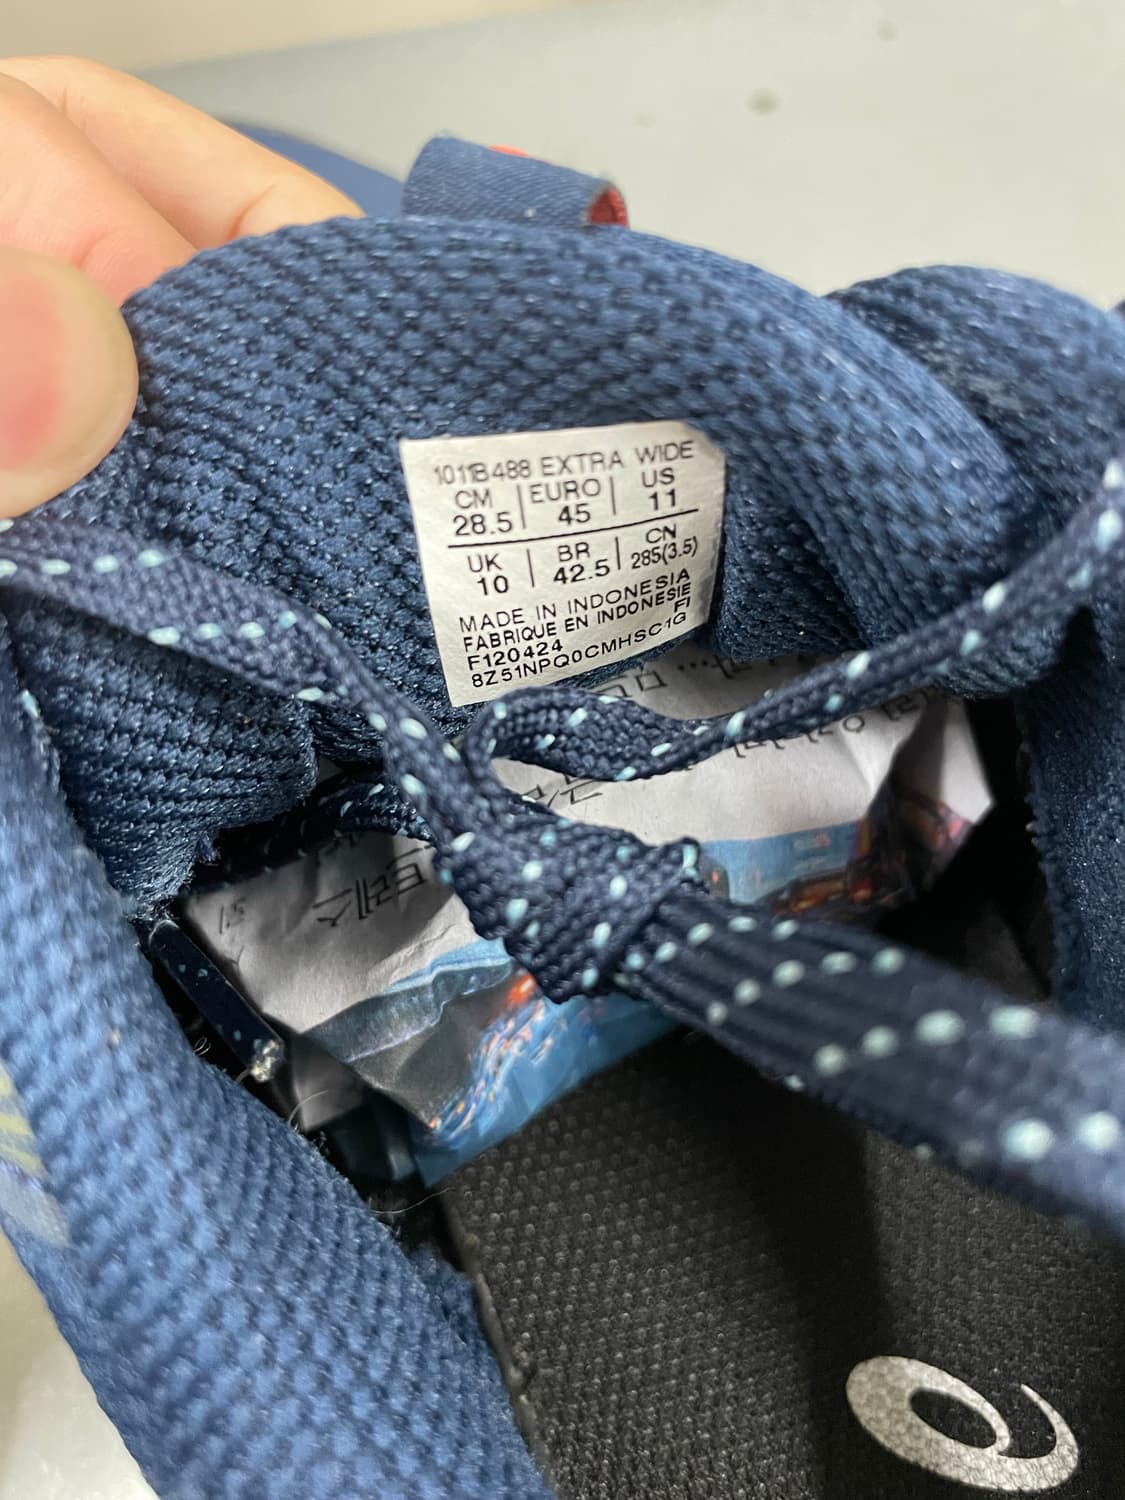 1011B488 EXTRA WIDE
CM | EURO | US
28.5 | 45 | 11
UK | BR | CN
10 | 42.5 | 285(3.5)
MADE IN INDONESIA
FABRIQUE EN INDONESIE
F120424 FI
8Z51NPQ0CMHSC1G